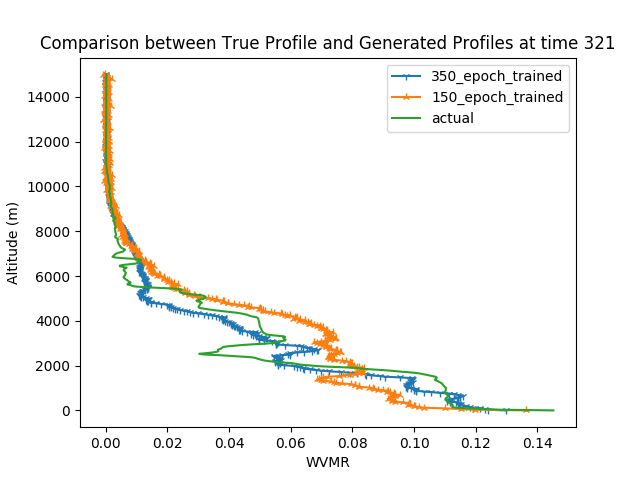 Comparison between True Profile and Generated Profiles at time 321
350_epoch_trained
150_epoch_trained
actual
Altitude (m)
14000
12000
10000
8000
6000
4000
2000
0
0.00 0.02 0.04 0.06 0.08 0.10 0.12 0.14
WVMR